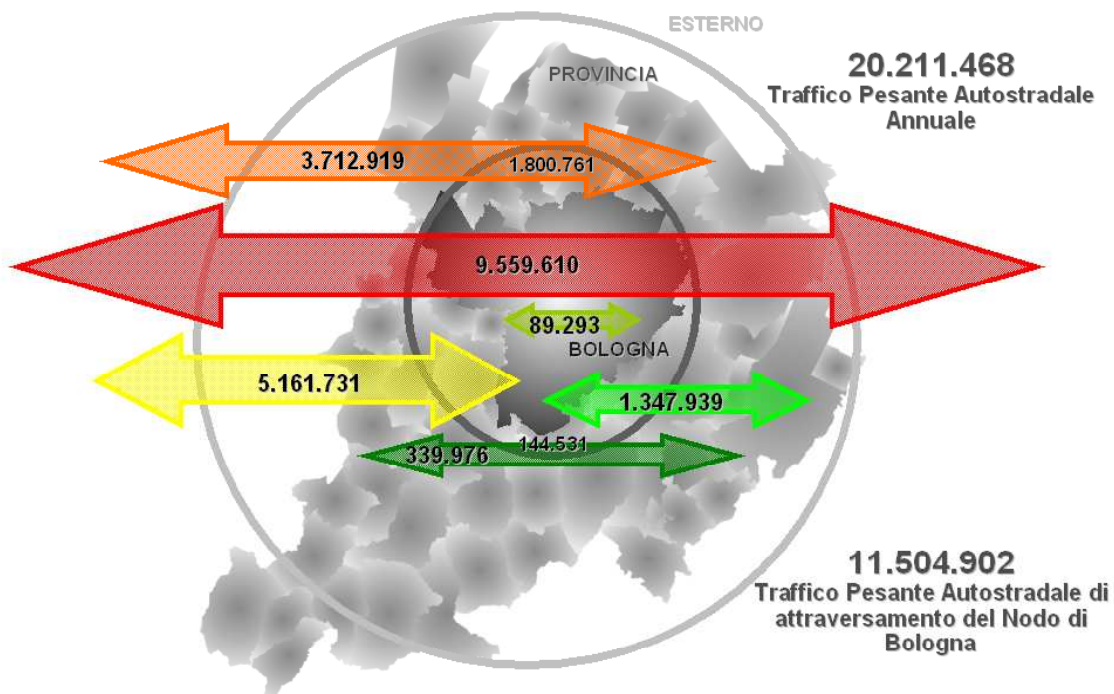 ESTERNO
PROVINCIA
20.211.468
Traffico Pesante Autostradale
Annuale
3.712.919
1.800.761
9.559.610
89.293
BOLOGNA
5.161.731
1.347.939
144.531
339.976
11.504.902
Traffico Pesante Autostradale di
attraversamento del Nodo di
Bologna